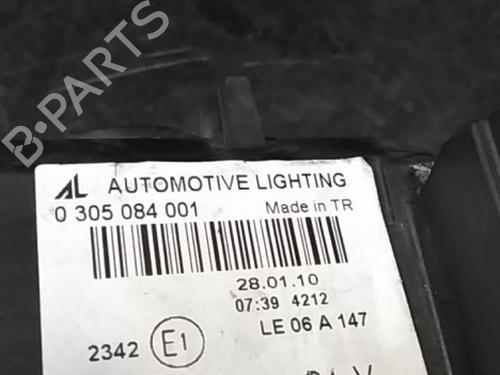 B-PARTS
AL AUTOMOTIVE LIGHTING
0 305 084 001 Made in TR
28.01.10
07:39 4212
LE 06 A 147
2342 E1